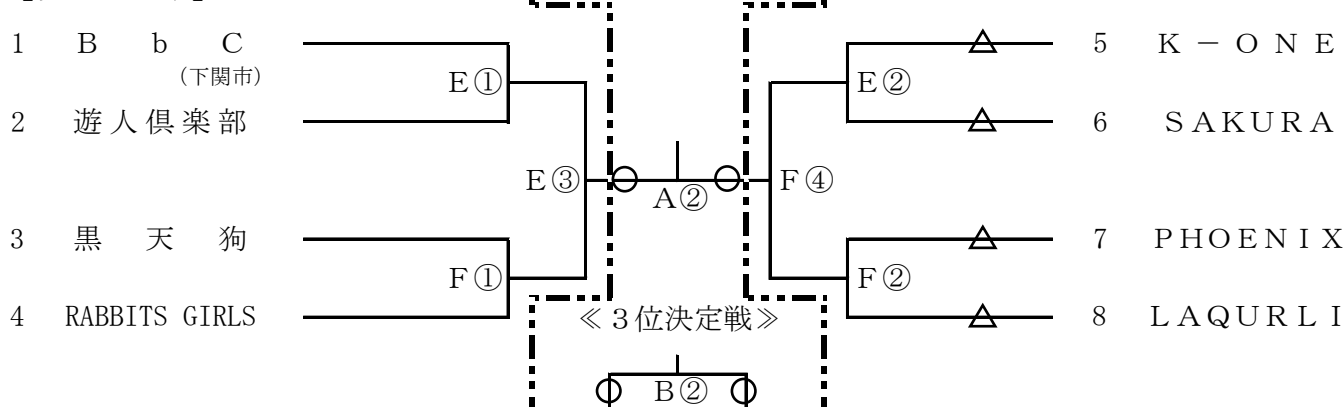 1 B b C
(下関市)
E①
2 遊人倶楽部
E③
3 黒 天 狗
F①
4 RABBITS GIRLS
A②
≪３位決定戦≫
B②
5 K－ONE
E②
6 SAKURA
F④
7 PHOENIX
F②
8 LAQURLI